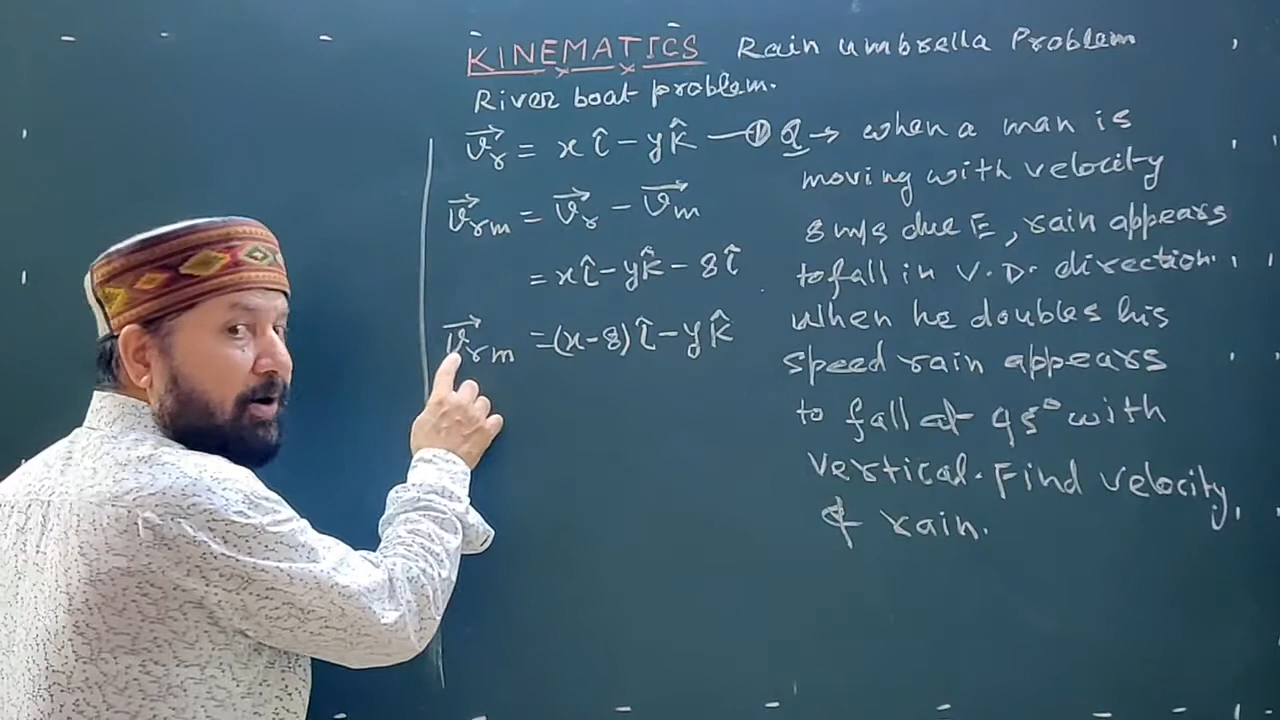 KINEMATICS Rain umbrella Problem
River boat problem.
v⃗r = x î - y k̂ — ① Q → when a man is
moving with velocity
v⃗rm = v⃗r - v⃗m
8 m/s due E, rain appears
= x î - y k̂ - 8 î
to fall in V.D. direction.
when he doubles his
v⃗rm = (x-8) î - y k̂
speed rain appears
to fall at 45° with
vertical. Find velocity
of rain.